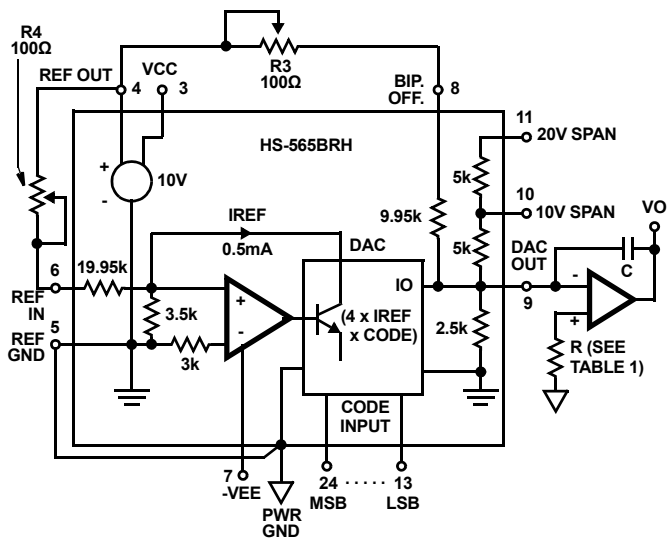 R4
100Ω
R3
100Ω
REF OUT
4
VCC
3
BIP.
OFF.
8
11
20V SPAN
HS-565BRH
+
-
10V
5k
10
10V SPAN
9.95k
5k
IREF
0.5mA
DAC
DAC
OUT
9
VO
C
6
REF
IN
19.95k
IO
+
-
(4 x IREF
x CODE)
3.5k
3k
2.5k
-
+
R (SEE
TABLE 1)
5
REF
GND
CODE
INPUT
7
-VEE
PWR
GND
24 . . . . . 13
MSB
LSB